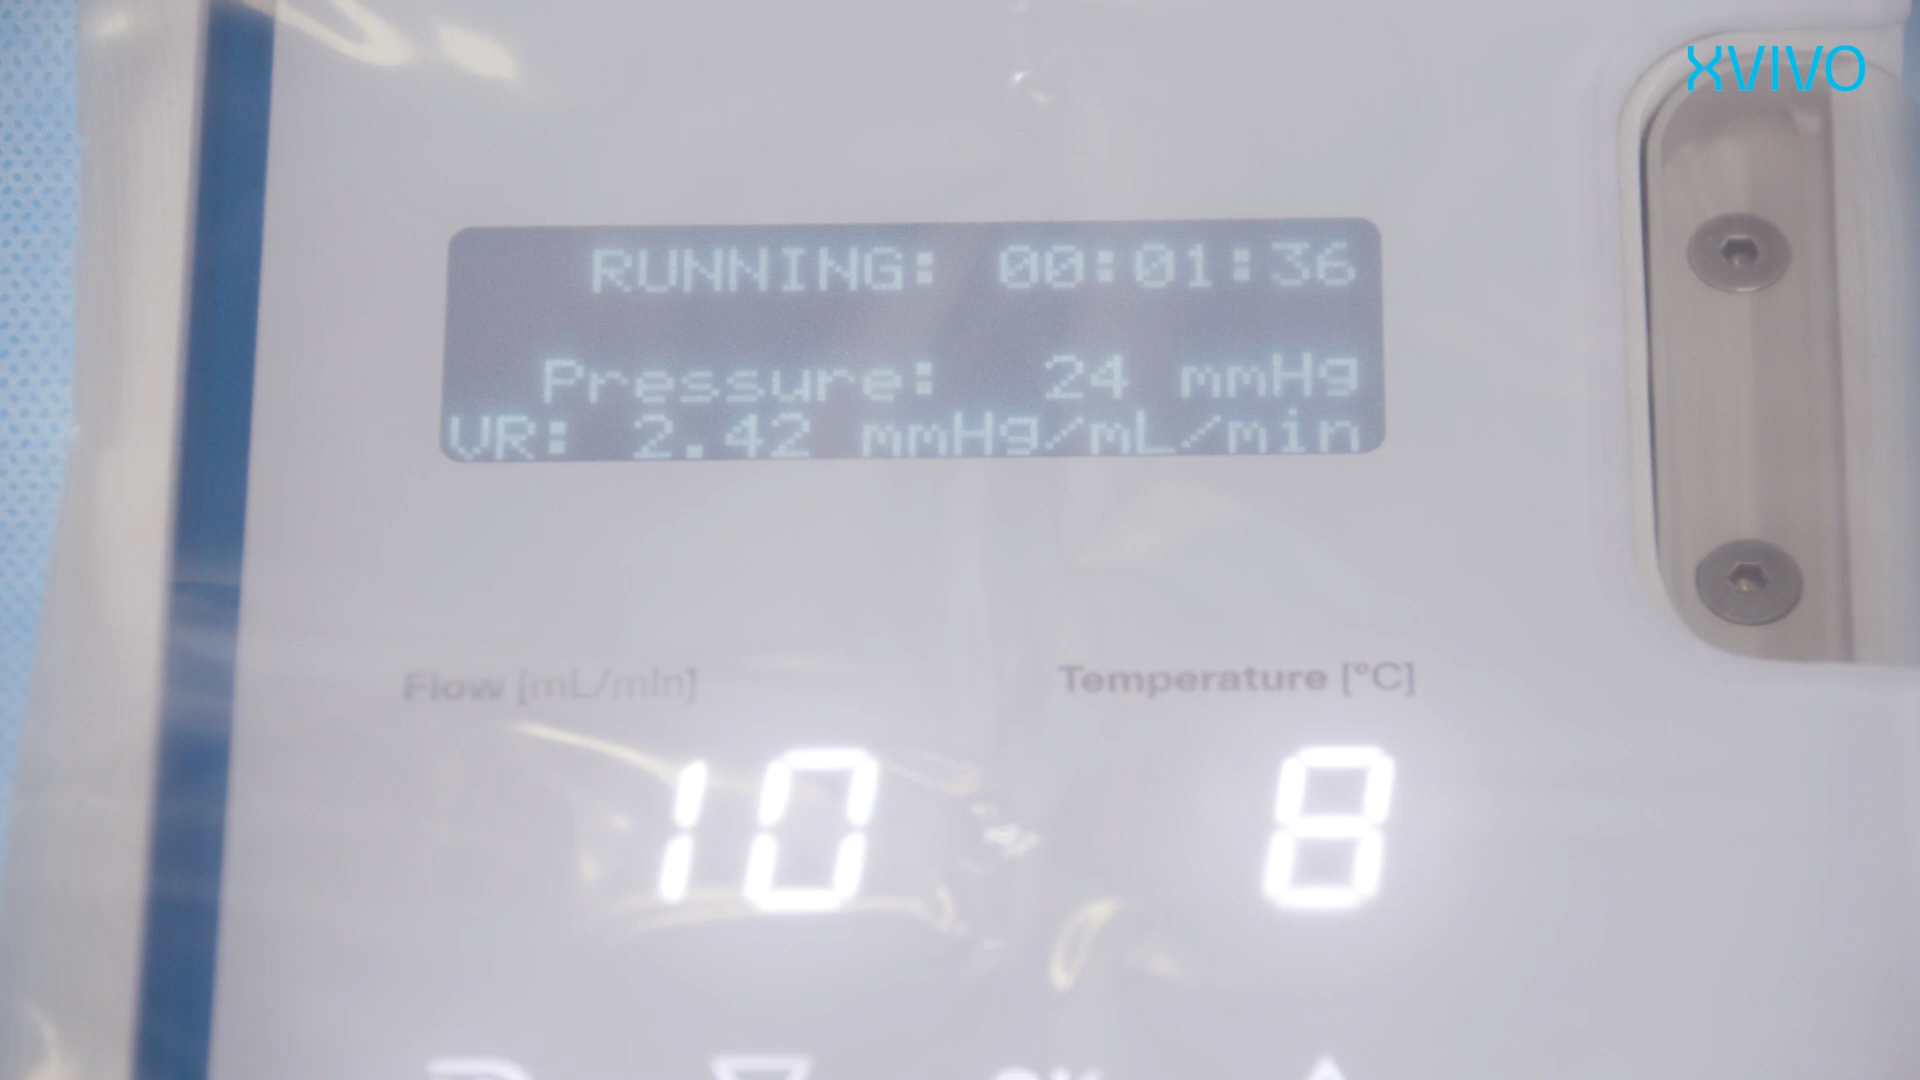 XVIVO
RUNNING: 00:01:36
Pressure: 24 mmHg
VR: 2.42 mmHg/mL/min
Flow [mL/min]
Temperature [°C]
10
8
OK